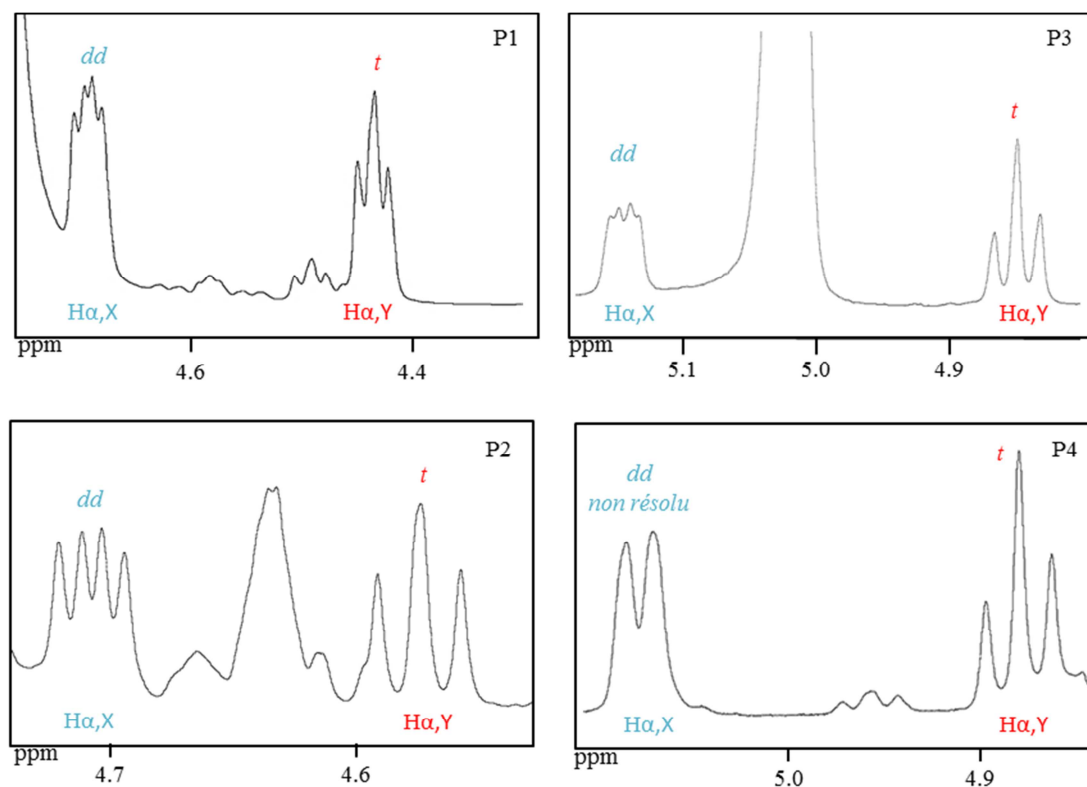 P1
dd
t
Hα,X
Hα,Y
ppm
4.6
4.4
P3
dd
t
Hα,X
Hα,Y
ppm
5.1
5.0
4.9
P2
dd
t
Hα,X
Hα,Y
ppm
4.7
4.6
P4
dd
non résolu
t
Hα,X
Hα,Y
ppm
5.0
4.9